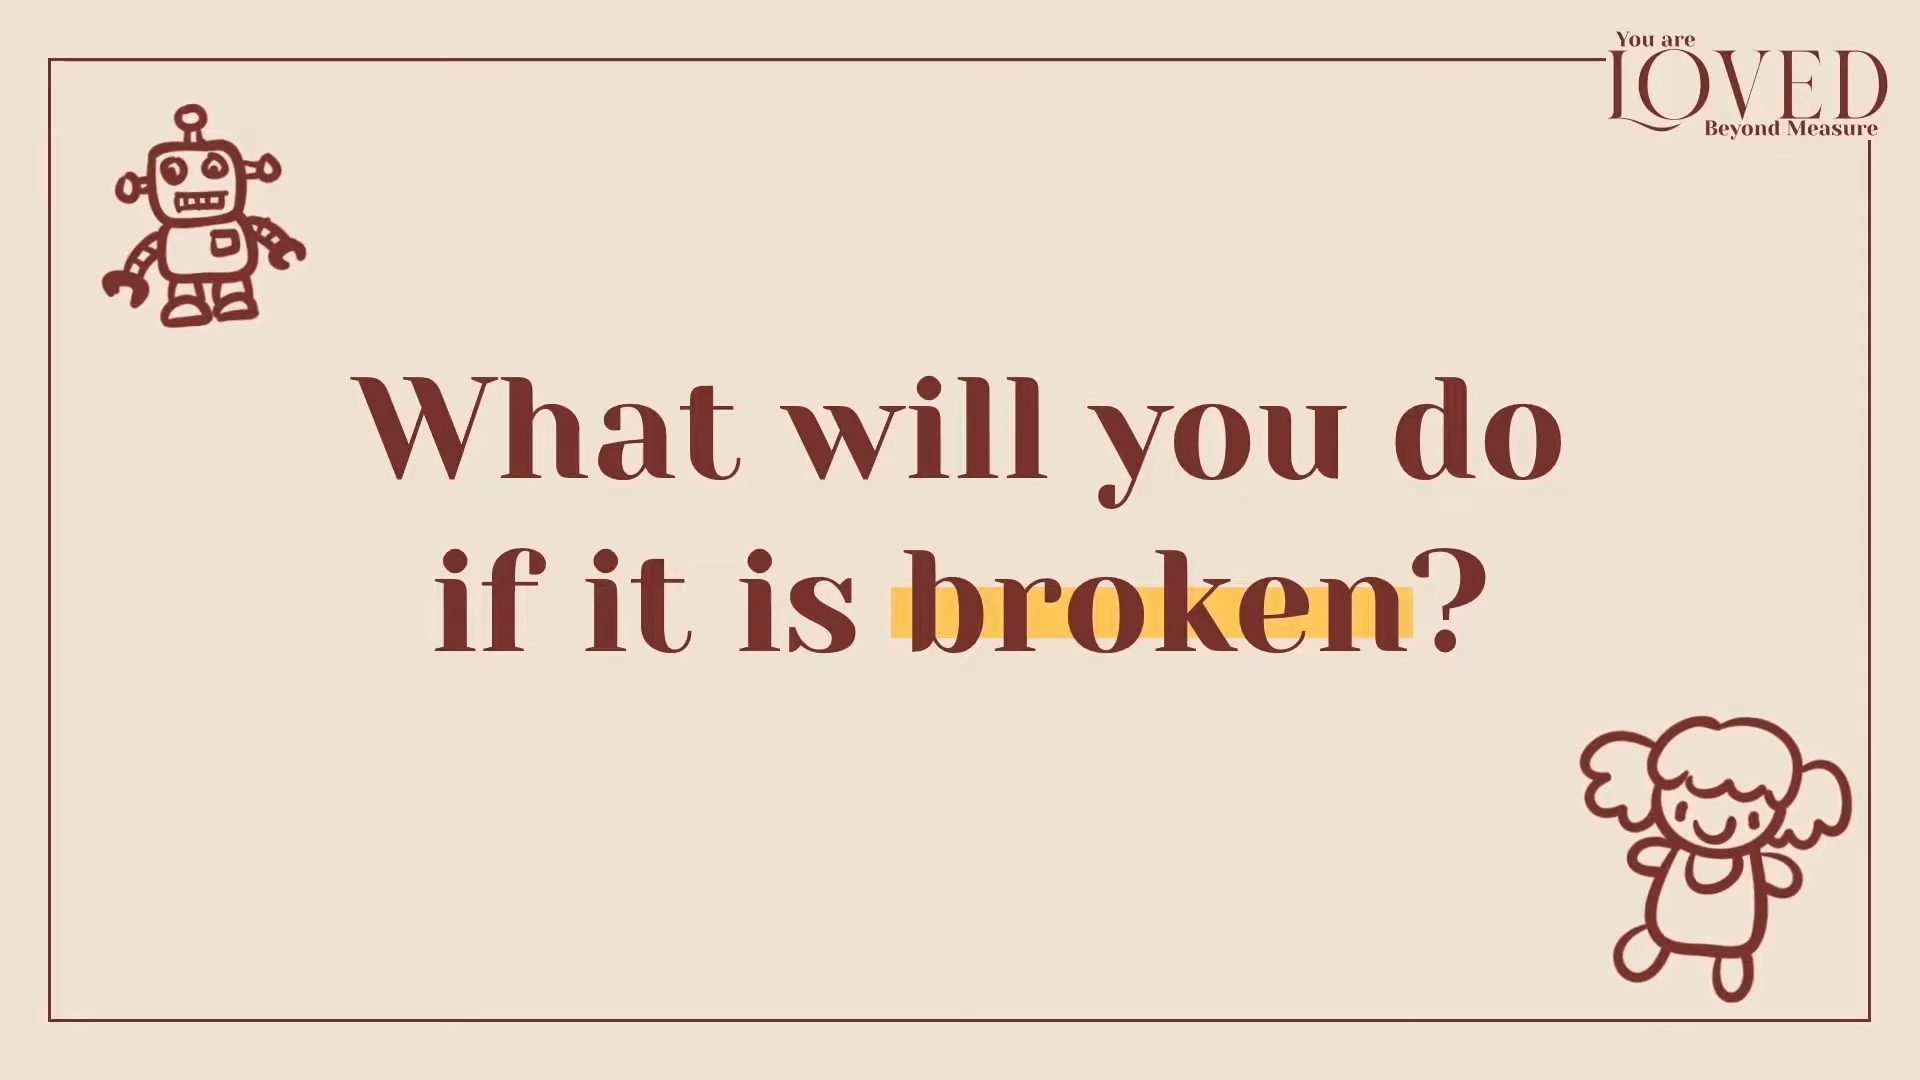 You are
LOVED
Beyond Measure
What will you do
if it is broken?